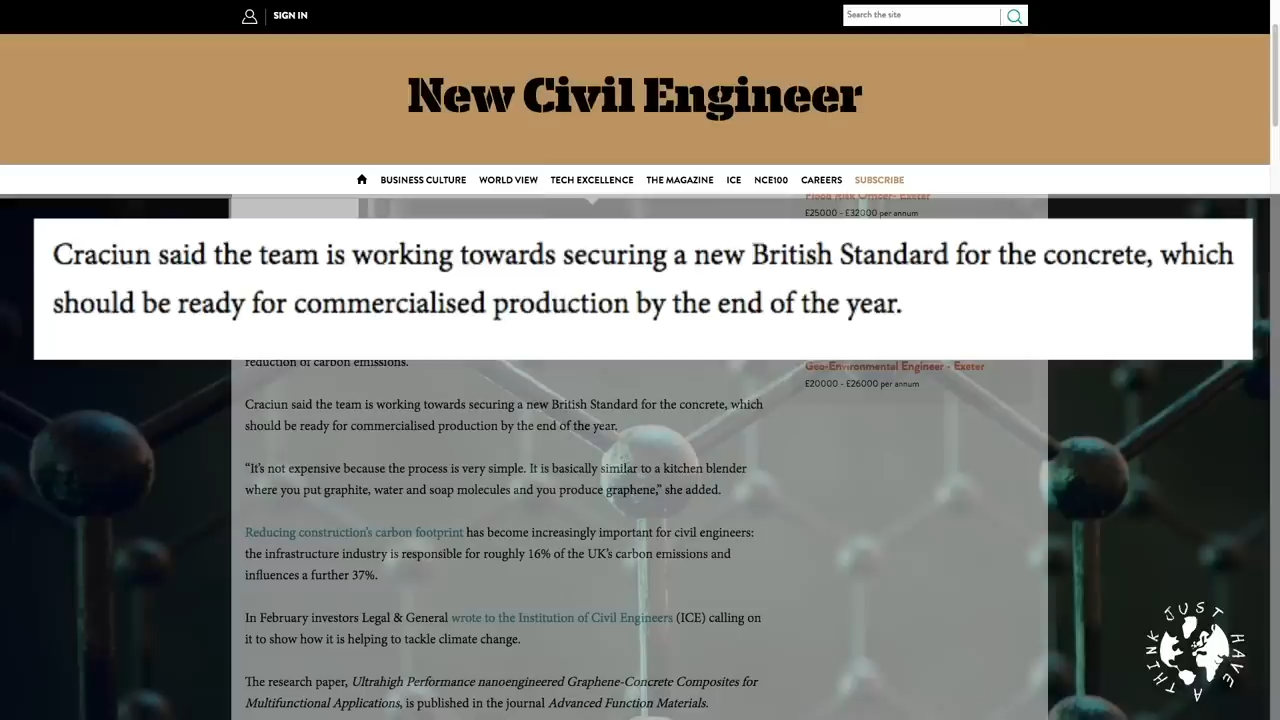 SIGN IN
Search the site
New Civil Engineer
BUSINESS CULTURE WORLD VIEW TECH EXCELLENCE THE MAGAZINE ICE NCE100 CAREERS SUBSCRIBE
Flood Risk Officer- Exeter
£25000 - £32000 per annum
Craciun said the team is working towards securing a new British Standard for the concrete, which
should be ready for commercialised production by the end of the year.
reduction of carbon emissions.
Geo-Environmental Engineer - Exeter
£20000 - £26000 per annum
Craciun said the team is working towards securing a new British Standard for the concrete, which
should be ready for commercialised production by the end of the year.
“It’s not expensive because the process is very simple. It is basically similar to a kitchen blender
where you put graphite, water and soap molecules and you produce graphene,” she added.
Reducing construction’s carbon footprint has become increasingly important for civil engineers:
the infrastructure industry is responsible for roughly 16% of the UK’s carbon emissions and
influences a further 37%.
In February investors Legal & General wrote to the Institution of Civil Engineers (ICE) calling on
it to show how it is helping to tackle climate change.
The research paper, Ultrahigh Performance nanoengineered Graphene-Concrete Composites for
Multifunctional Applications, is published in the journal Advanced Function Materials.
JUST HAVE A THINK